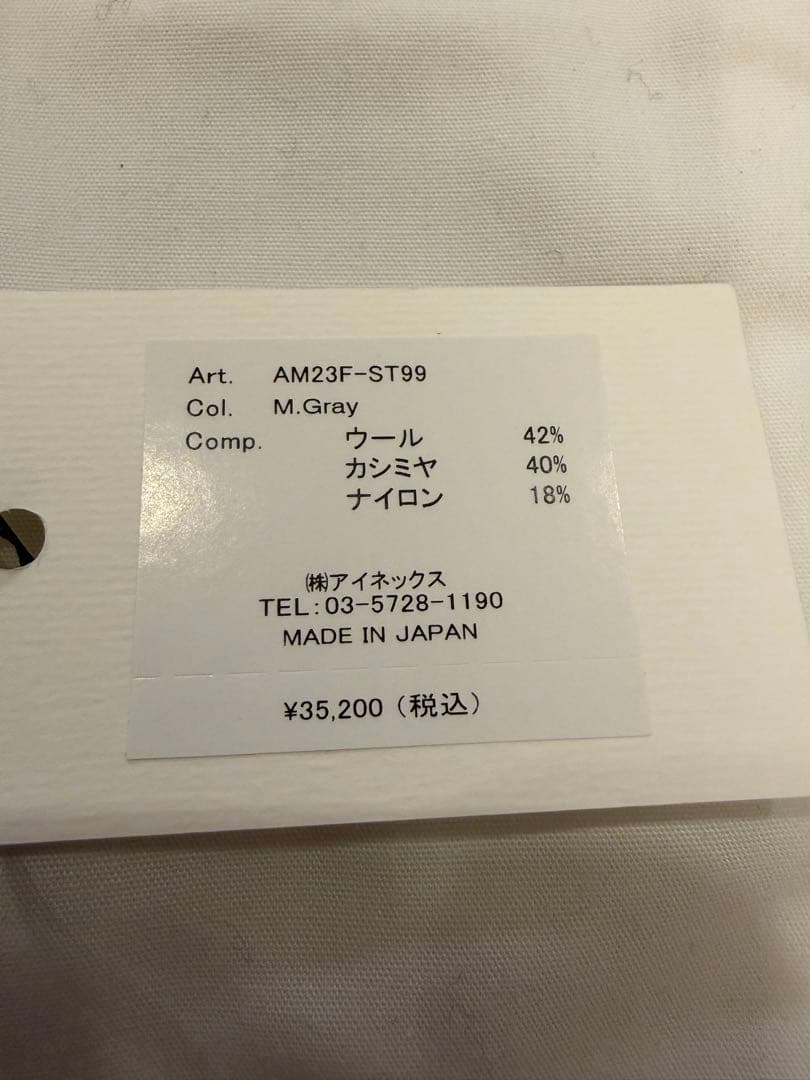 Art. AM23F-ST99
Col. M.Gray
Comp. ウール 42%
カシミヤ 40%
ナイロン 18%
㈱アイネックス
TEL:03-5728-1190
MADE IN JAPAN
¥35,200(税込)